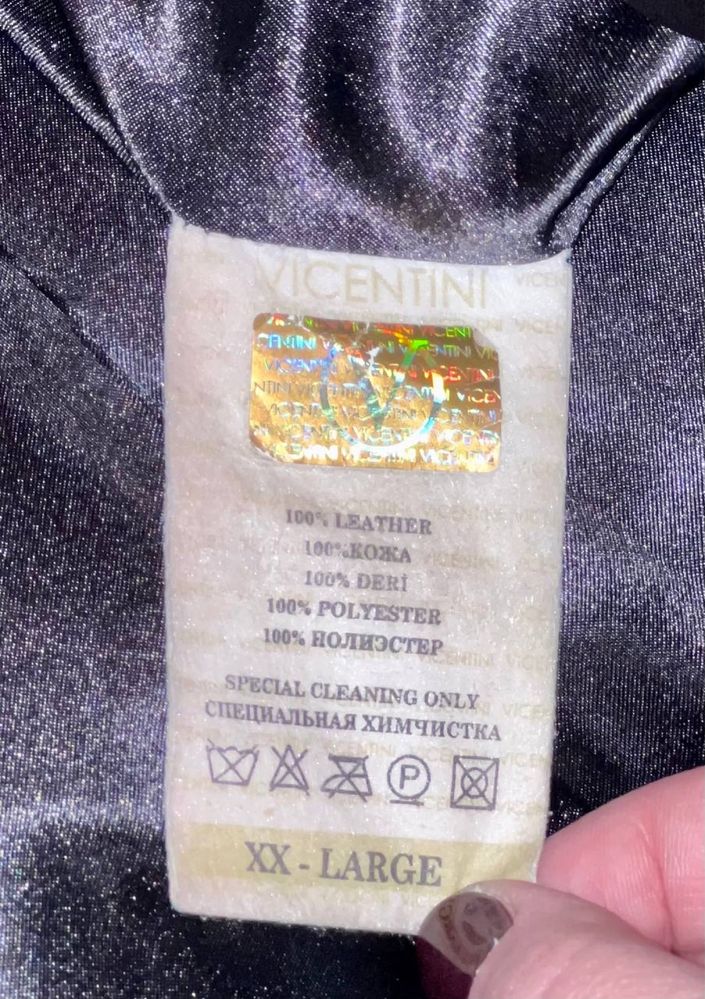 VICENTINI
100% LEATHER
100%КОЖА
100% DERİ
100% POLYESTER
100% НОЛИЭСТЕР
SPECIAL CLEANING ONLY
СПЕЦИАЛЬНАЯ ХИМЧИСТКА
P
XX - LARGE